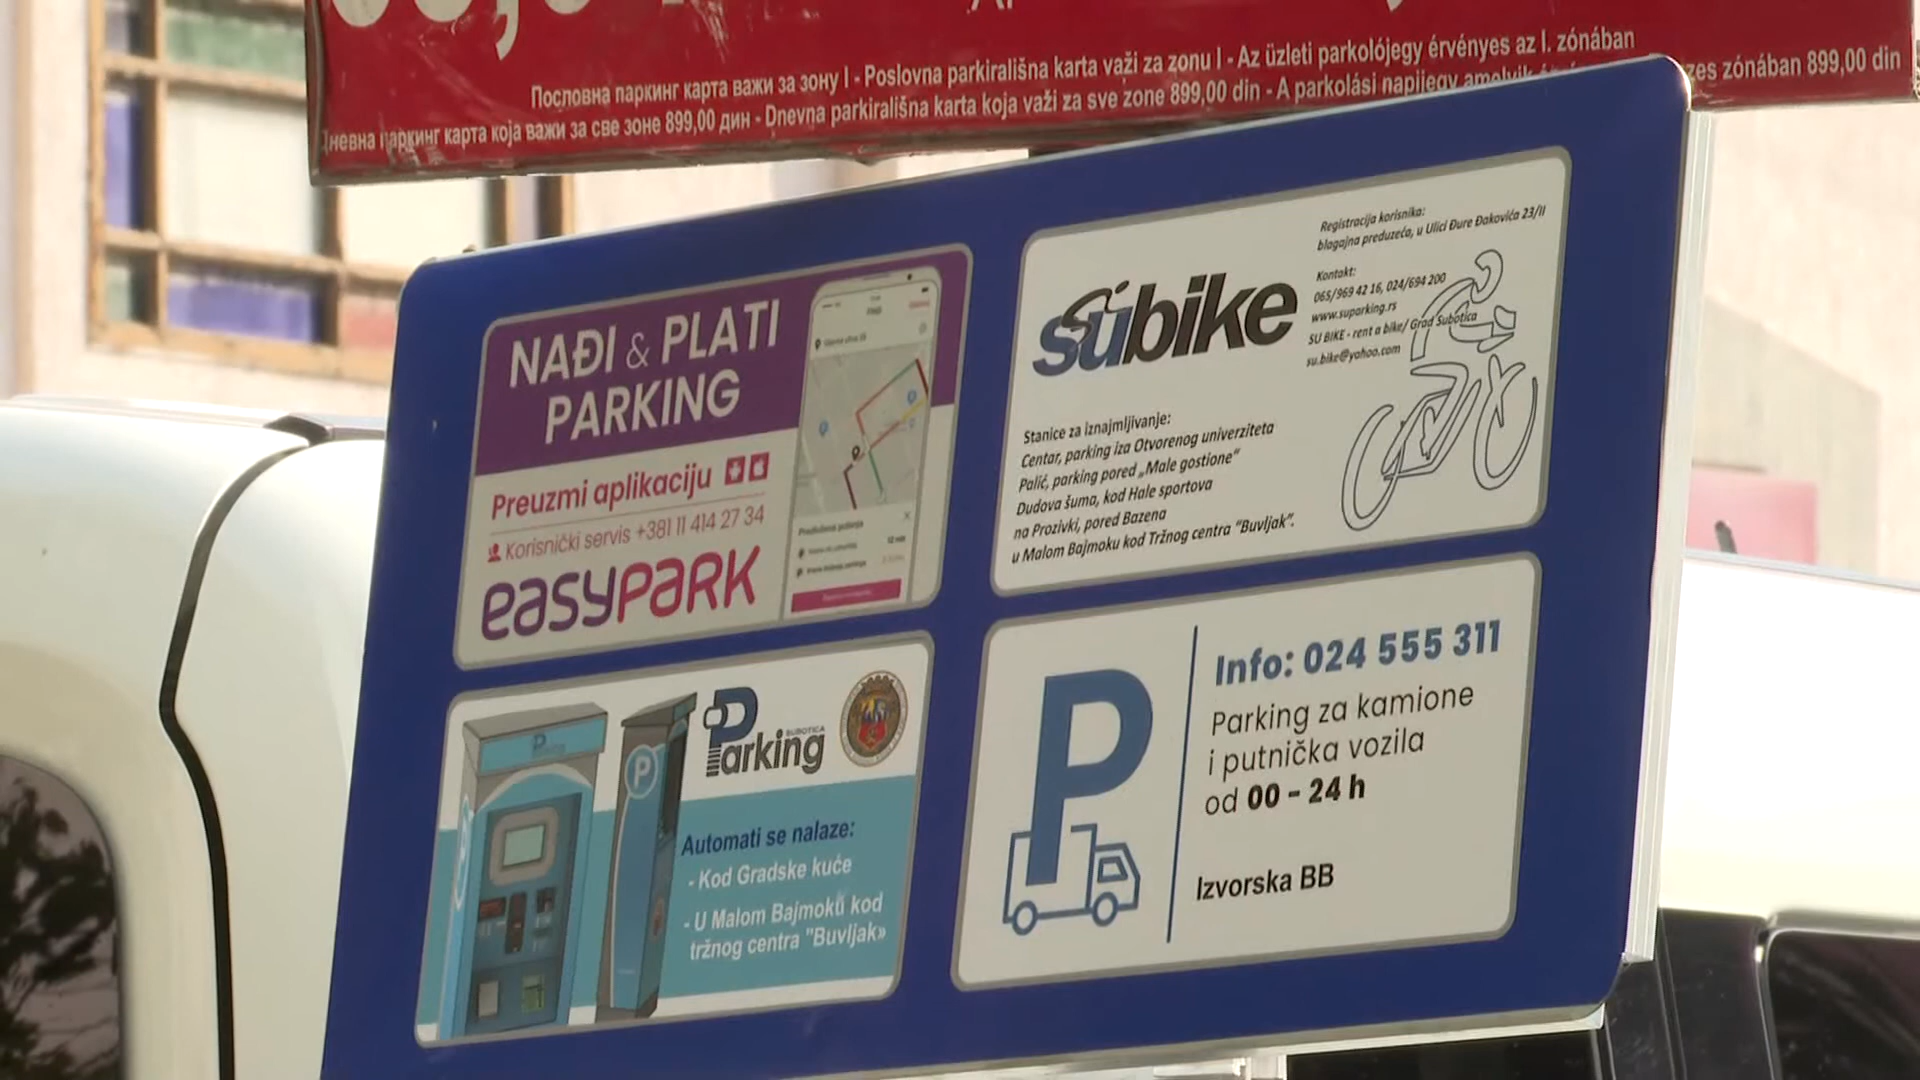 Пословна паркинг карта важи за зону I - Poslovna parkirališna karta važi za zonu I - Az üzleti parkolójegy érvényes az I. zónában
Дневна паркинг карта која важи за све зоне 899,00 дин - Dnevna parkirališna karta koja važi za sve zone 899,00 din - A parkolási napijegy amelyik zónában 899,00 din
NAĐI & PLATI
PARKING
Preuzmi aplikaciju
Korisnički servis +381 11 414 27 34
easypark
subike
Registracija korisnika:
blagajna preduzeća, u Ulici Đure Đakovića 23/II
Kontakt:
065/969 42 16, 024/694 200
www.suparking.rs
SU BIKE - rent a bike/ Grad Subotica
su.bike@yahoo.com
Stanice za iznajmljivanje:
Centar, parking iza Otvorenog univerziteta
Palić, parking pored „Male gostione"
Dudova šuma, kod Hale sportova
na Prozivki, pored Bazena
u Malom Bajmoku kod Tržnog centra "Buvljak".
Parking
P
Parking
SUBOTICA
Automati se nalaze:
- Kod Gradske kuće
- U Malom Bajmoku kod
tržnog centra "Buvljak»
P
Info: 024 555 311
Parking za kamione
i putnička vozila
od 00 - 24 h
Izvorska BB